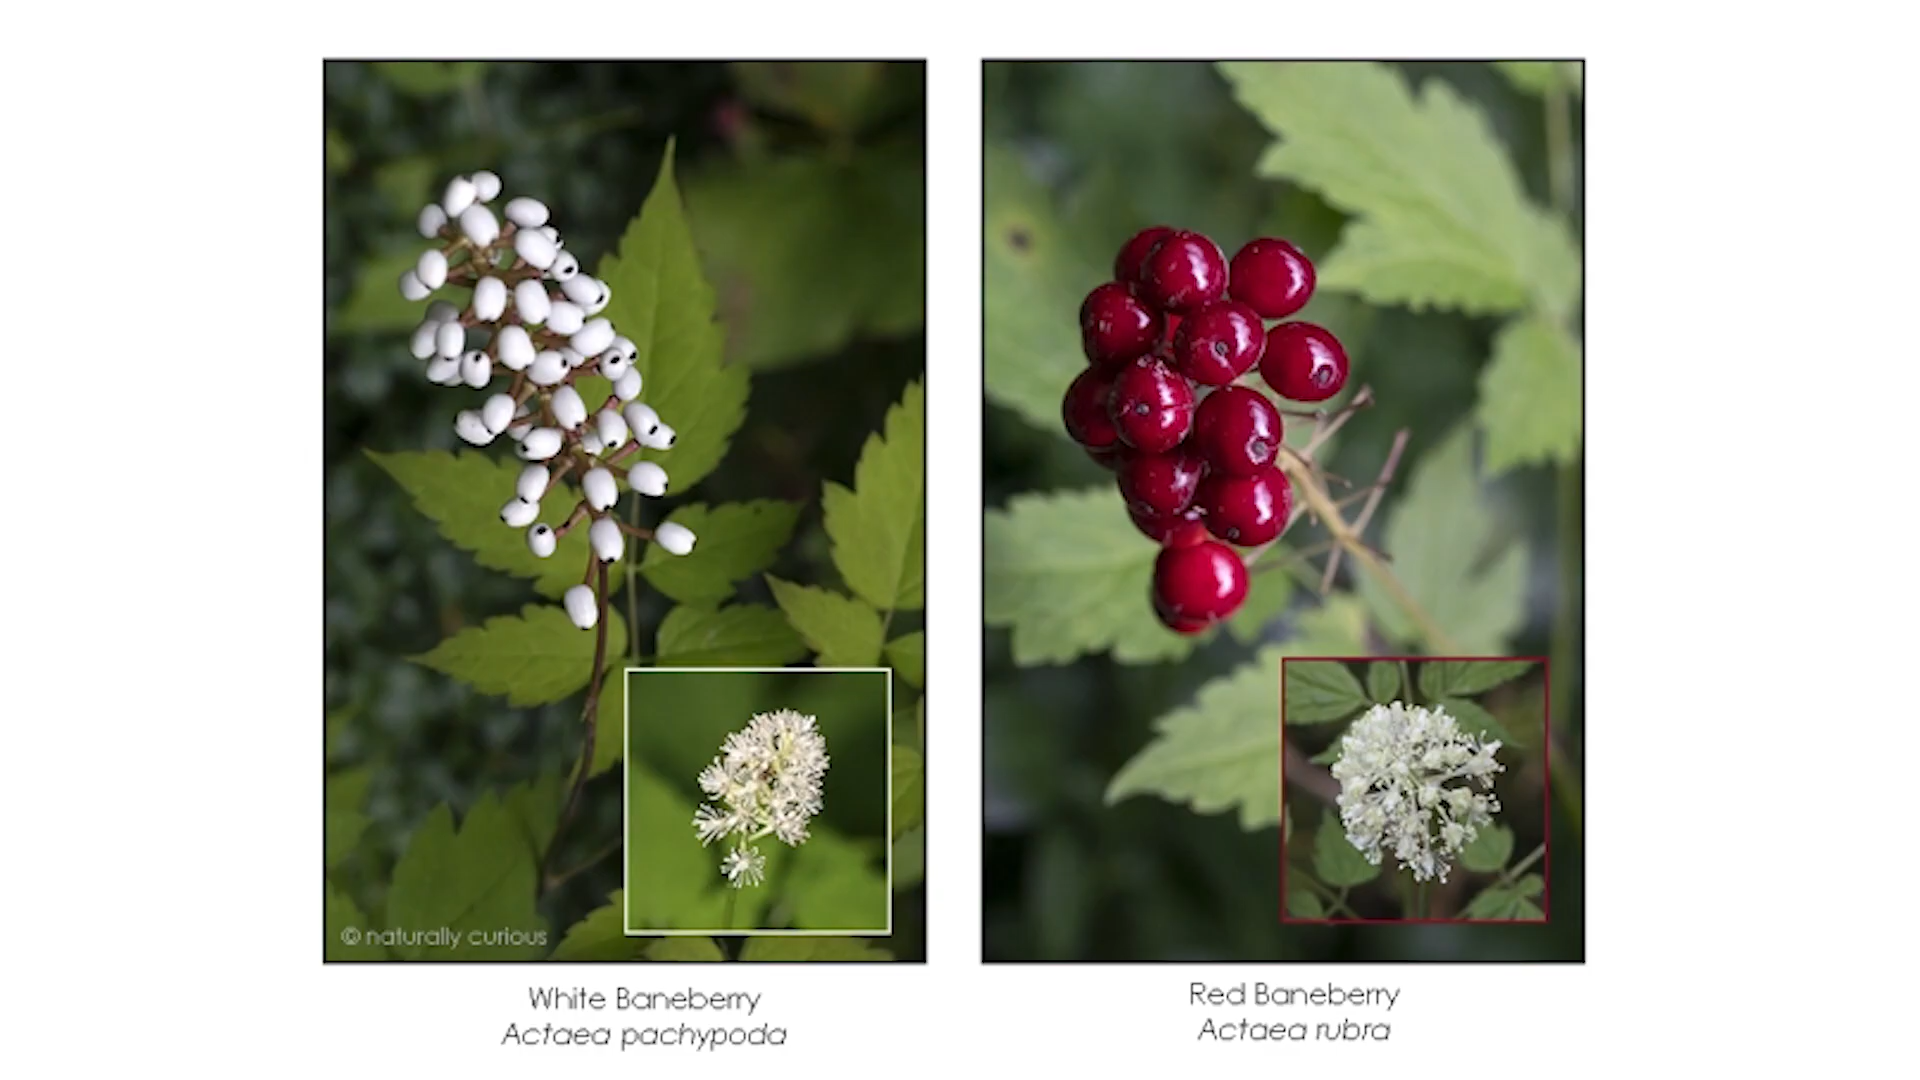 © naturally curious
White Baneberry
Actaea pachypoda
Red Baneberry
Actaea rubra